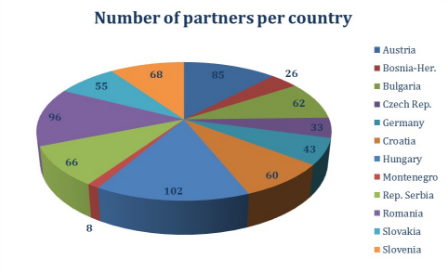 Number of partners per country
68
85
26
55
62
96
33
43
66
60
102
8
Austria
Bosnia-Her.
Bulgaria
Czech Rep.
Germany
Croatia
Hungary
Montenegro
Rep. Serbia
Romania
Slovakia
Slovenia